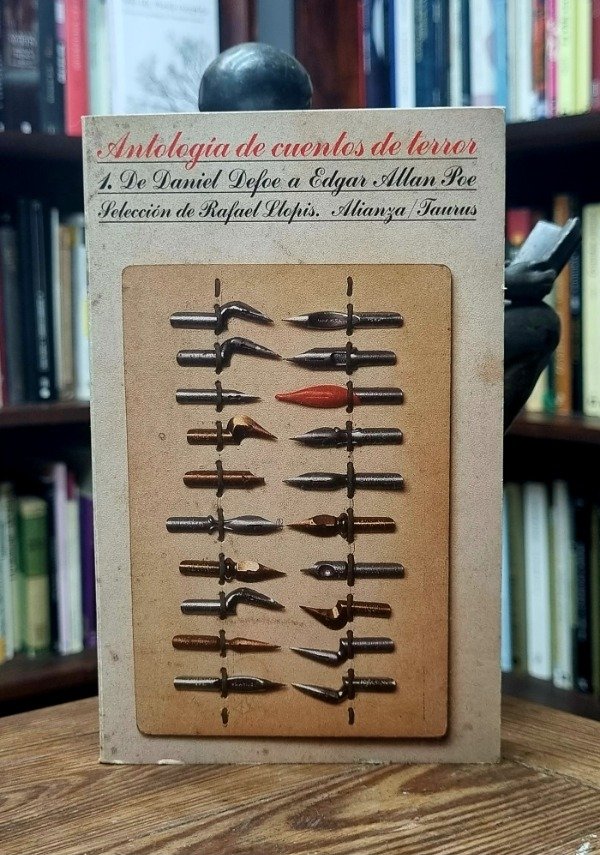 Antología de cuentos de terror
1. De Daniel Defoe a Edgar Allan Poe
Selección de Rafael Llopis. Alianza/Taurus